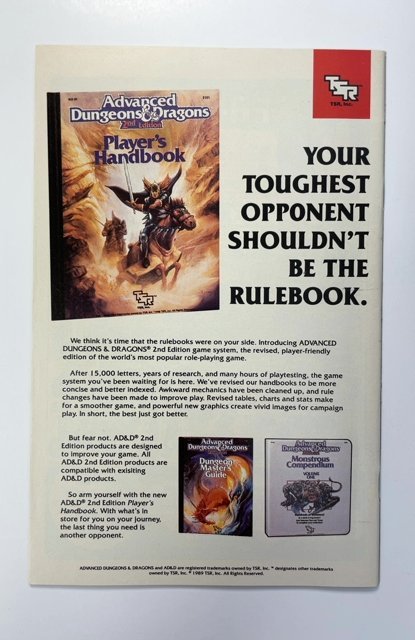 TSR
TSR, Inc.
Advanced
Dungeons & Dragons
2nd Edition
Player's
Handbook
TSR
YOUR
TOUGHEST
OPPONENT
SHOULDN'T
BE THE
RULEBOOK.
We think it's time that the rulebooks were on your side. Introducing ADVANCED
DUNGEONS & DRAGONS® 2nd Edition game system, the revised, player-friendly
edition of the world's most popular role-playing game.
After 15,000 letters, years of research, and many hours of playtesting, the game
system you've been waiting for is here. We've revised our handbooks to be more
concise and better indexed. Awkward mechanics have been cleaned up, and rule
changes have been made to improve play. Revised tables, charts and stats make
for a smoother game, and powerful new graphics create vivid images for campaign
play. In short, the best just got better.
But fear not. AD&D® 2nd
Edition products are designed
to improve your game. All
AD&D 2nd Edition products are
compatible with exisiting
AD&D products.
So arm yourself with the new
AD&D® 2nd Edition Player's
Handbook. With what's in
store for you on your journey,
the last thing you need is
another opponent.
Advanced
Dungeons & Dragons
Dungeon
Master's
Guide
Advanced
Dungeons & Dragons
Monstrous
Compendium
VOLUME
ONE
ADVANCED DUNGEONS & DRAGONS and AD&D are registered trademarks owned by TSR, Inc. ™ designates other trademarks
owned by TSR, Inc. © 1989 TSR, Inc. All Rights Reserved.